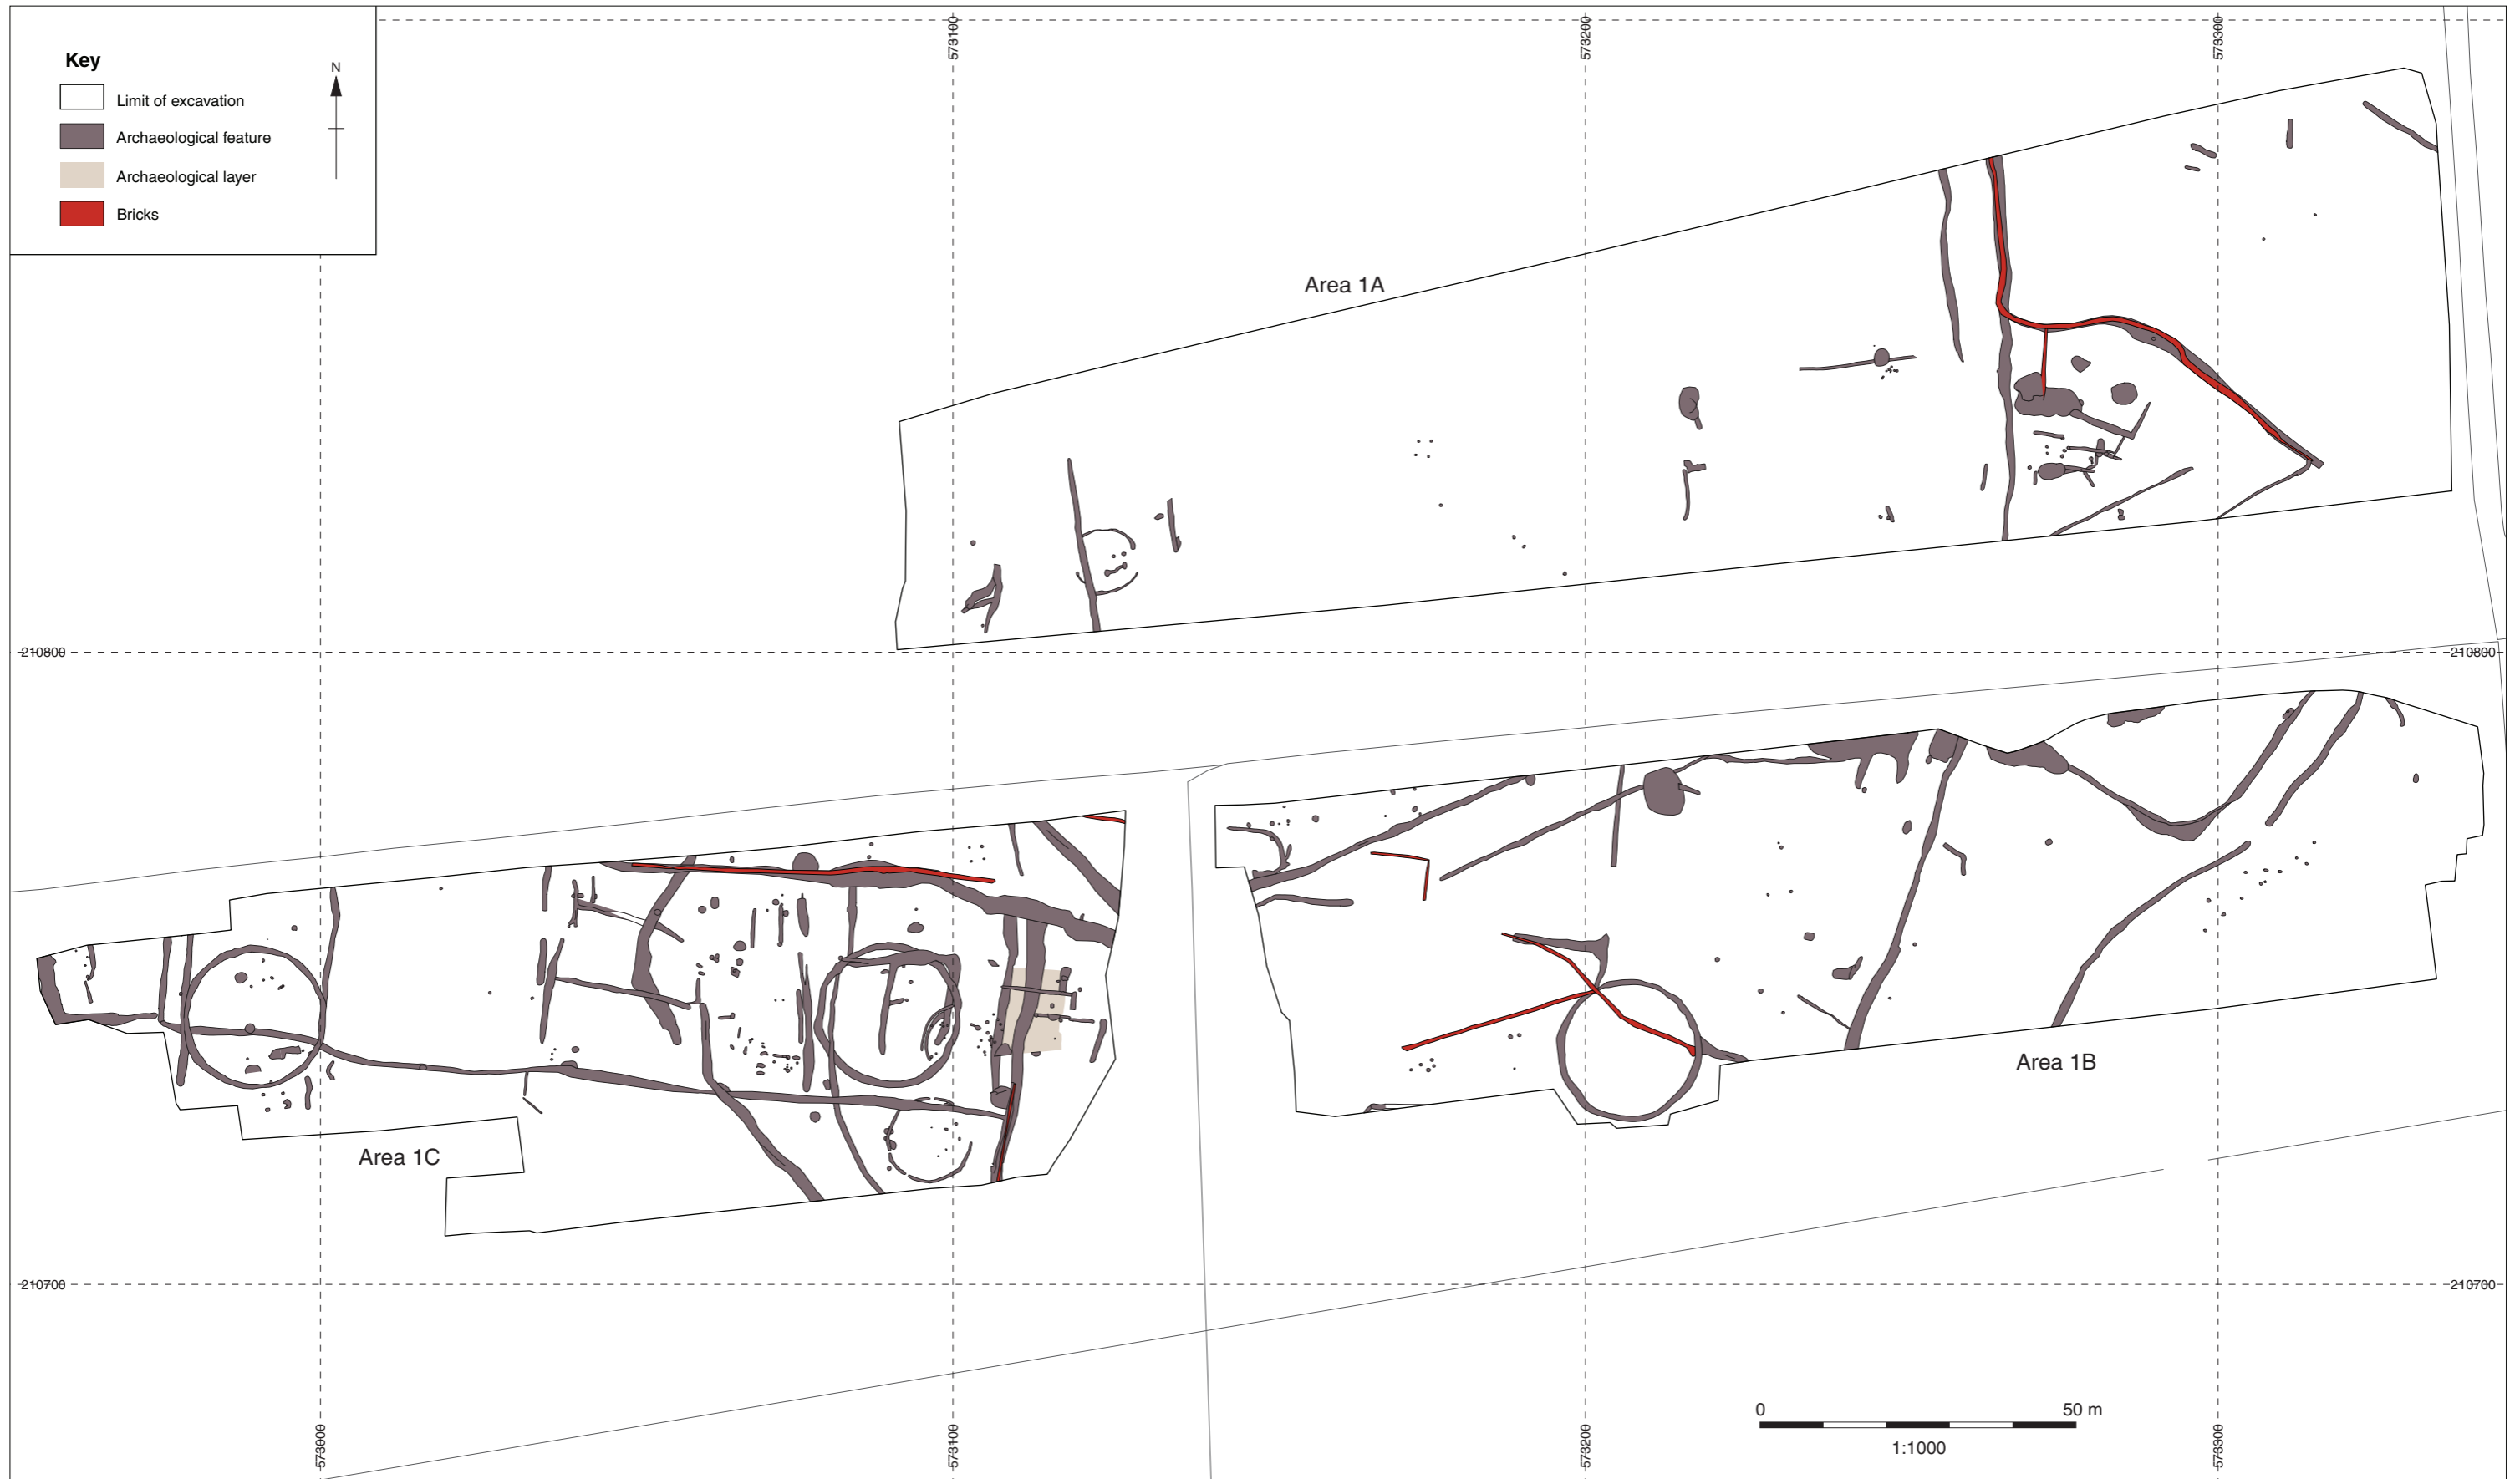 Key
N
Limit of excavation
Archaeological feature
Archaeological layer
Bricks
573100
573200
573300
Area 1A
210800
210800
Area 1B
Area 1C
210700
210700
0
50 m
1:1000
573000
573100
573200
573300